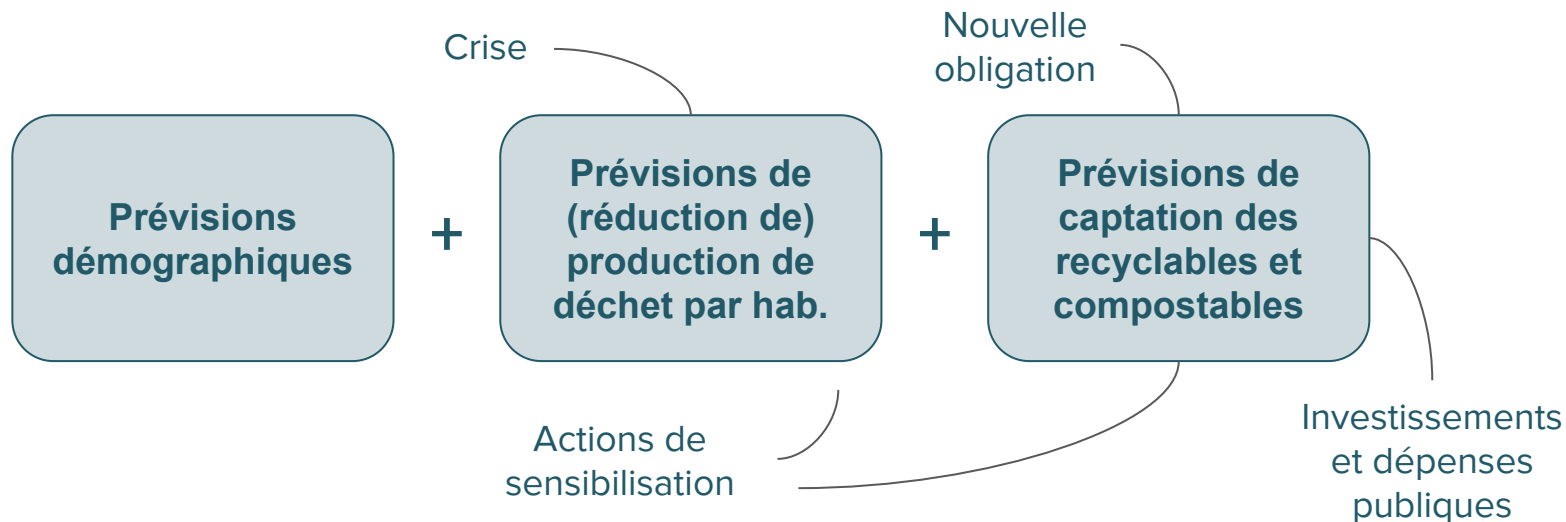 Crise
Nouvelle
obligation
Prévisions
démographiques
+
Prévisions de
(réduction de)
production de
déchet par hab.
+
Prévisions de
captation des
recyclables et
compostables
Actions de
sensibilisation
Investissements
et dépenses
publiques